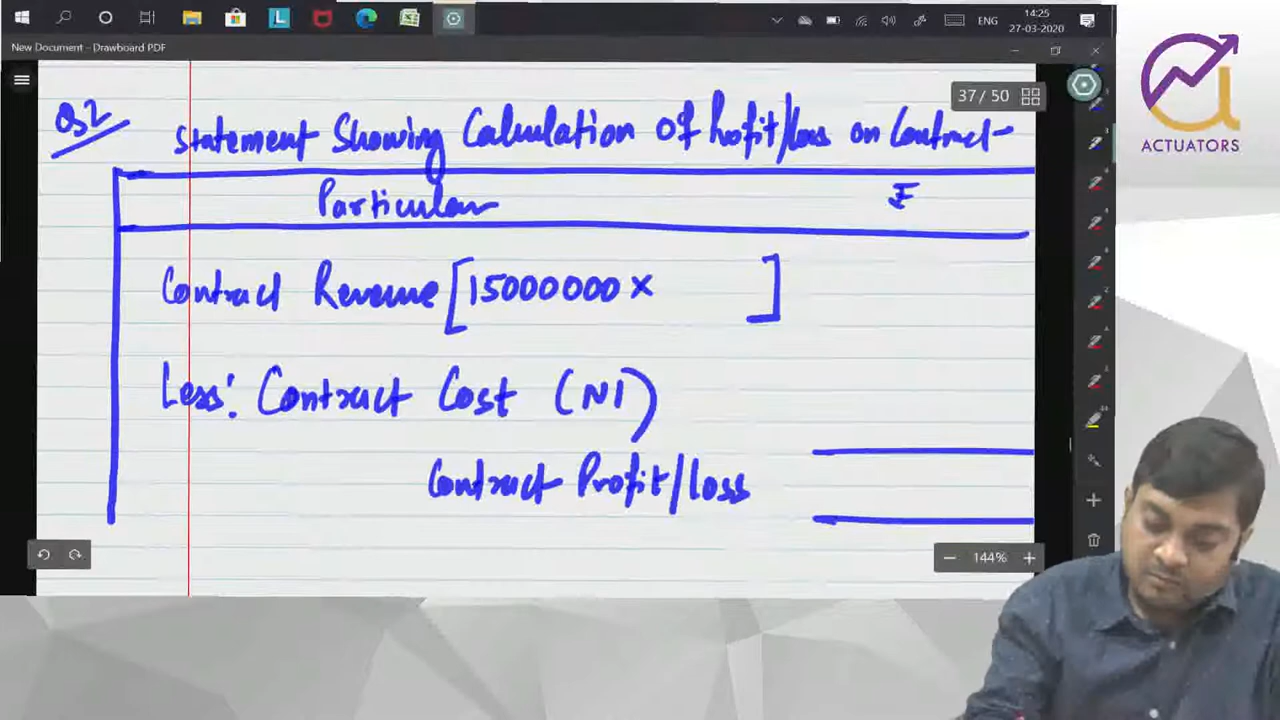 14:25
ENG
27-03-2020
New Document - Drawboard PDF
37 / 50
ACTUATORS
Qs2
Statement Showing Calculation Of Profit/loss on Contract
Particular ₹
Contract Revenue [15000000 x ]
Less: Contract Cost (N1)
Contract Profit/Loss
144%